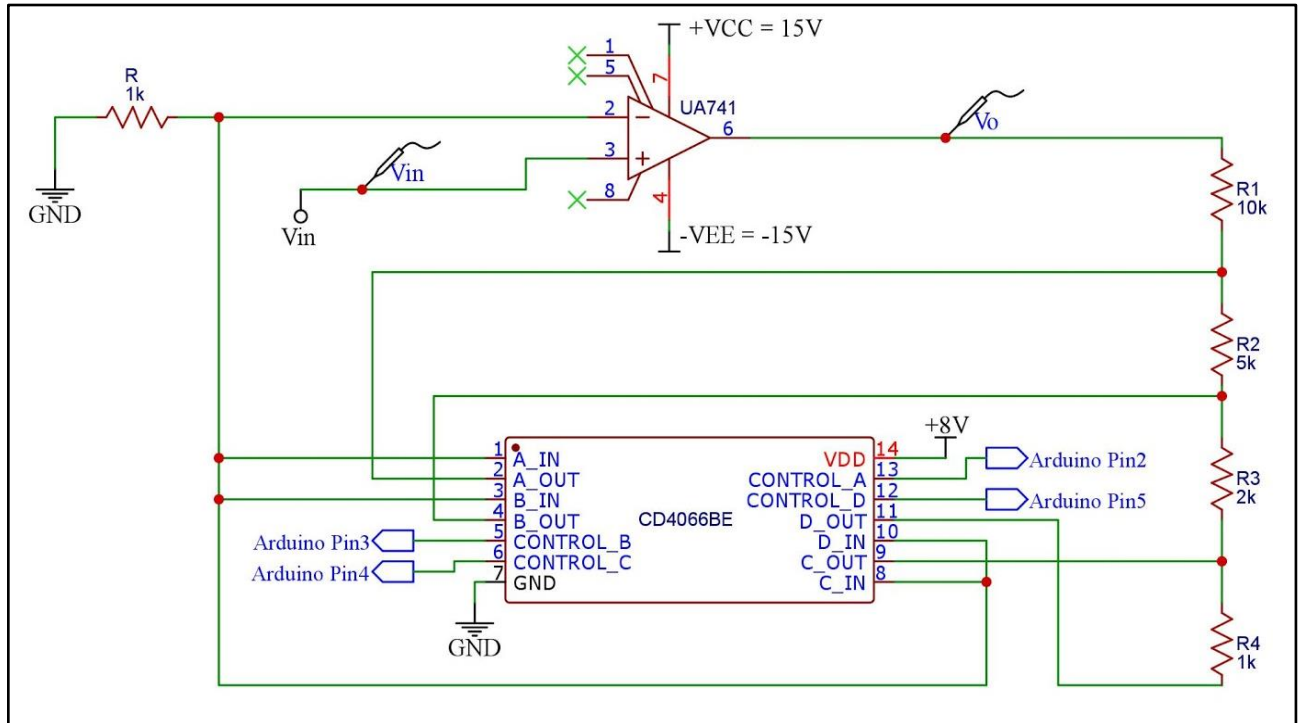 +VCC = 15V
R
1k
1
5
7
UA741
2
6
Vo
3
Vin
8
4
GND
Vin
-VEE = -15V
R1
10k
R2
5k
+8V
1
A_IN
VDD
14
2
A_OUT
CONTROL_A
13
Arduino Pin2
3
B_IN
CONTROL_D
12
Arduino Pin5
R3
2k
4
B_OUT
CD4066BE
D_OUT
11
Arduino Pin3
5
CONTROL_B
D_IN
10
Arduino Pin4
6
CONTROL_C
C_OUT
9
7
GND
C_IN
8
GND
R4
1k